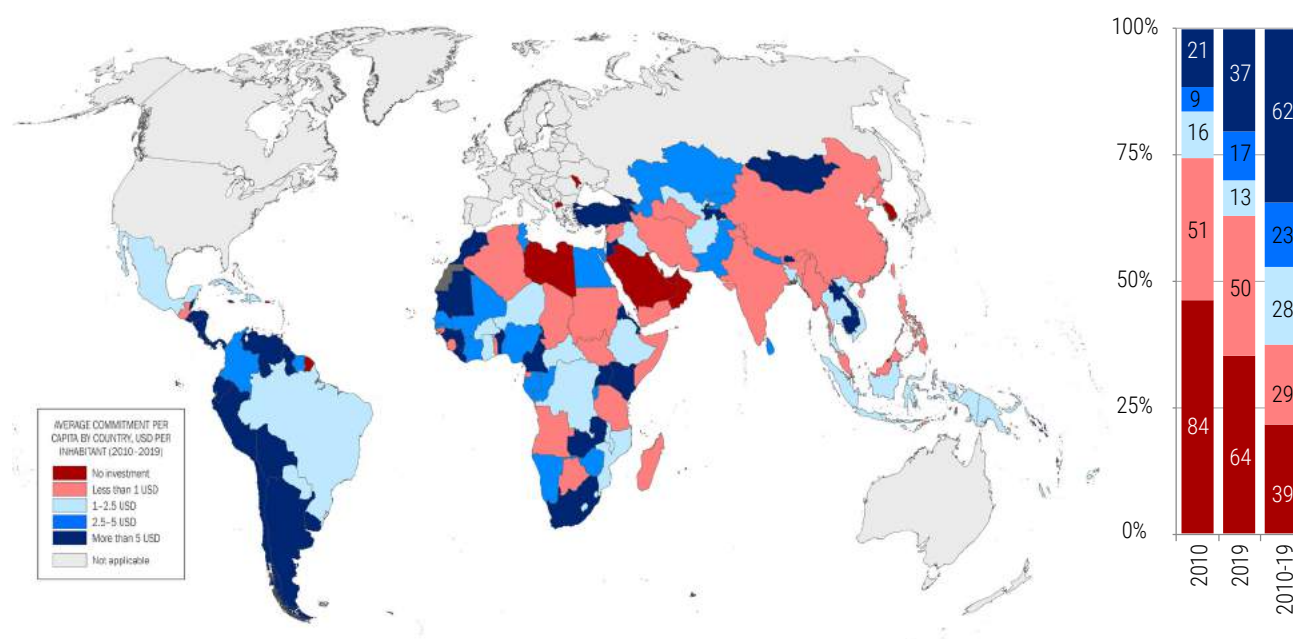 AVERAGE COMMITMENT PER
CAPITA BY COUNTRY, USD PER
INHABITANT (2010-2019)
No investment
Less than 1 USD
1–2.5 USD
2.5–5 USD
More than 5 USD
Not applicable
100%
75%
50%
25%
0%
21
9
16
51
84
2010
37
17
13
50
64
2019
62
23
28
29
39
2010-19